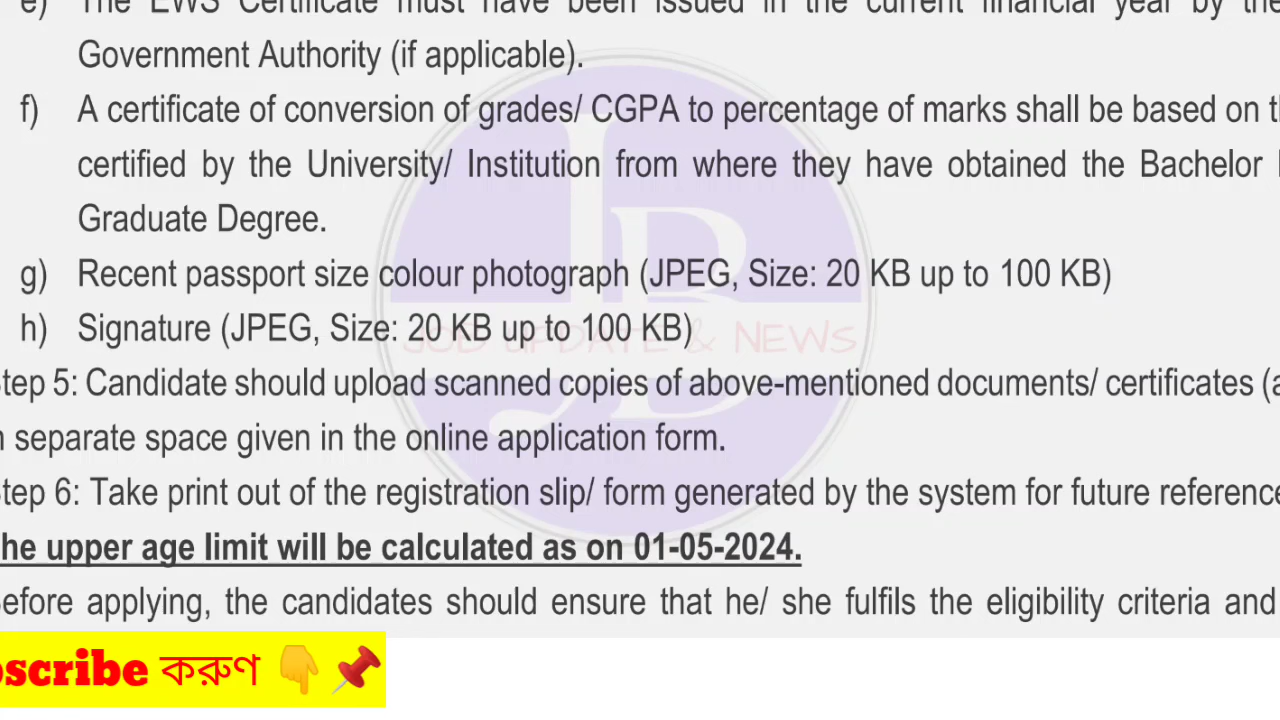 e) The EWS Certificate must have been issued in the current financial year by the
Government Authority (if applicable).
f) A certificate of conversion of grades/ CGPA to percentage of marks shall be based on
certified by the University/ Institution from where they have obtained the Bachelor
Graduate Degree.
g) Recent passport size colour photograph (JPEG, Size: 20 KB up to 100 KB)
h) Signature (JPEG, Size: 20 KB up to 100 KB)
JOB UPDATE & NEWS
tep 5: Candidate should upload scanned copies of above-mentioned documents/ certificates (a
n separate space given in the online application form.
tep 6: Take print out of the registration slip/ form generated by the system for future reference
he upper age limit will be calculated as on 01-05-2024.
efore applying, the candidates should ensure that he/ she fulfils the eligibility criteria and
scribe করুণ 👇📌